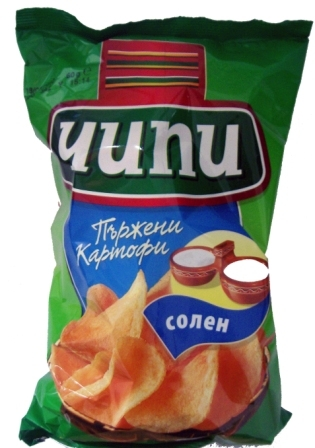 Чипи
Пържени
Картофи
солен